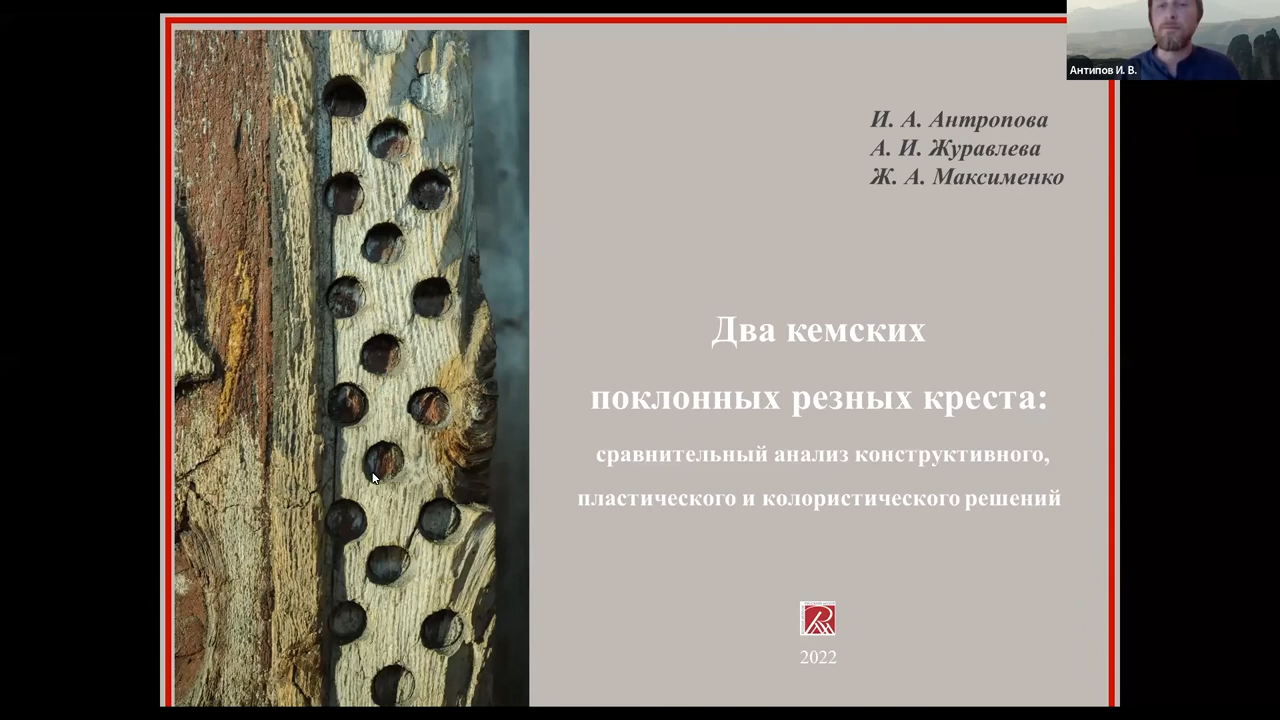 Антипов И. В.
И. А. Антропова
А. И. Журавлева
Ж. А. Максименко
Два кемских
поклонных резных креста:
сравнительный анализ конструктивного,
пластического и колористического решений
2022